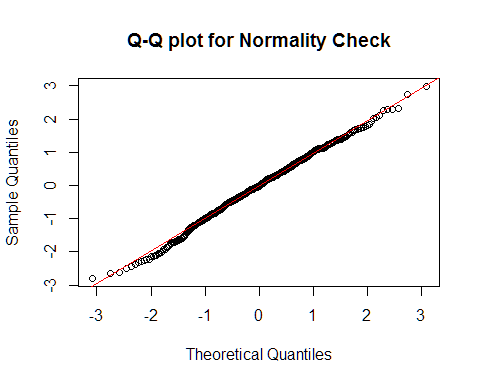 Q-Q plot for Normality Check
Sample Quantiles
3
2
1
0
-1
-2
-3
-3 -2 -1 0 1 2 3
Theoretical Quantiles